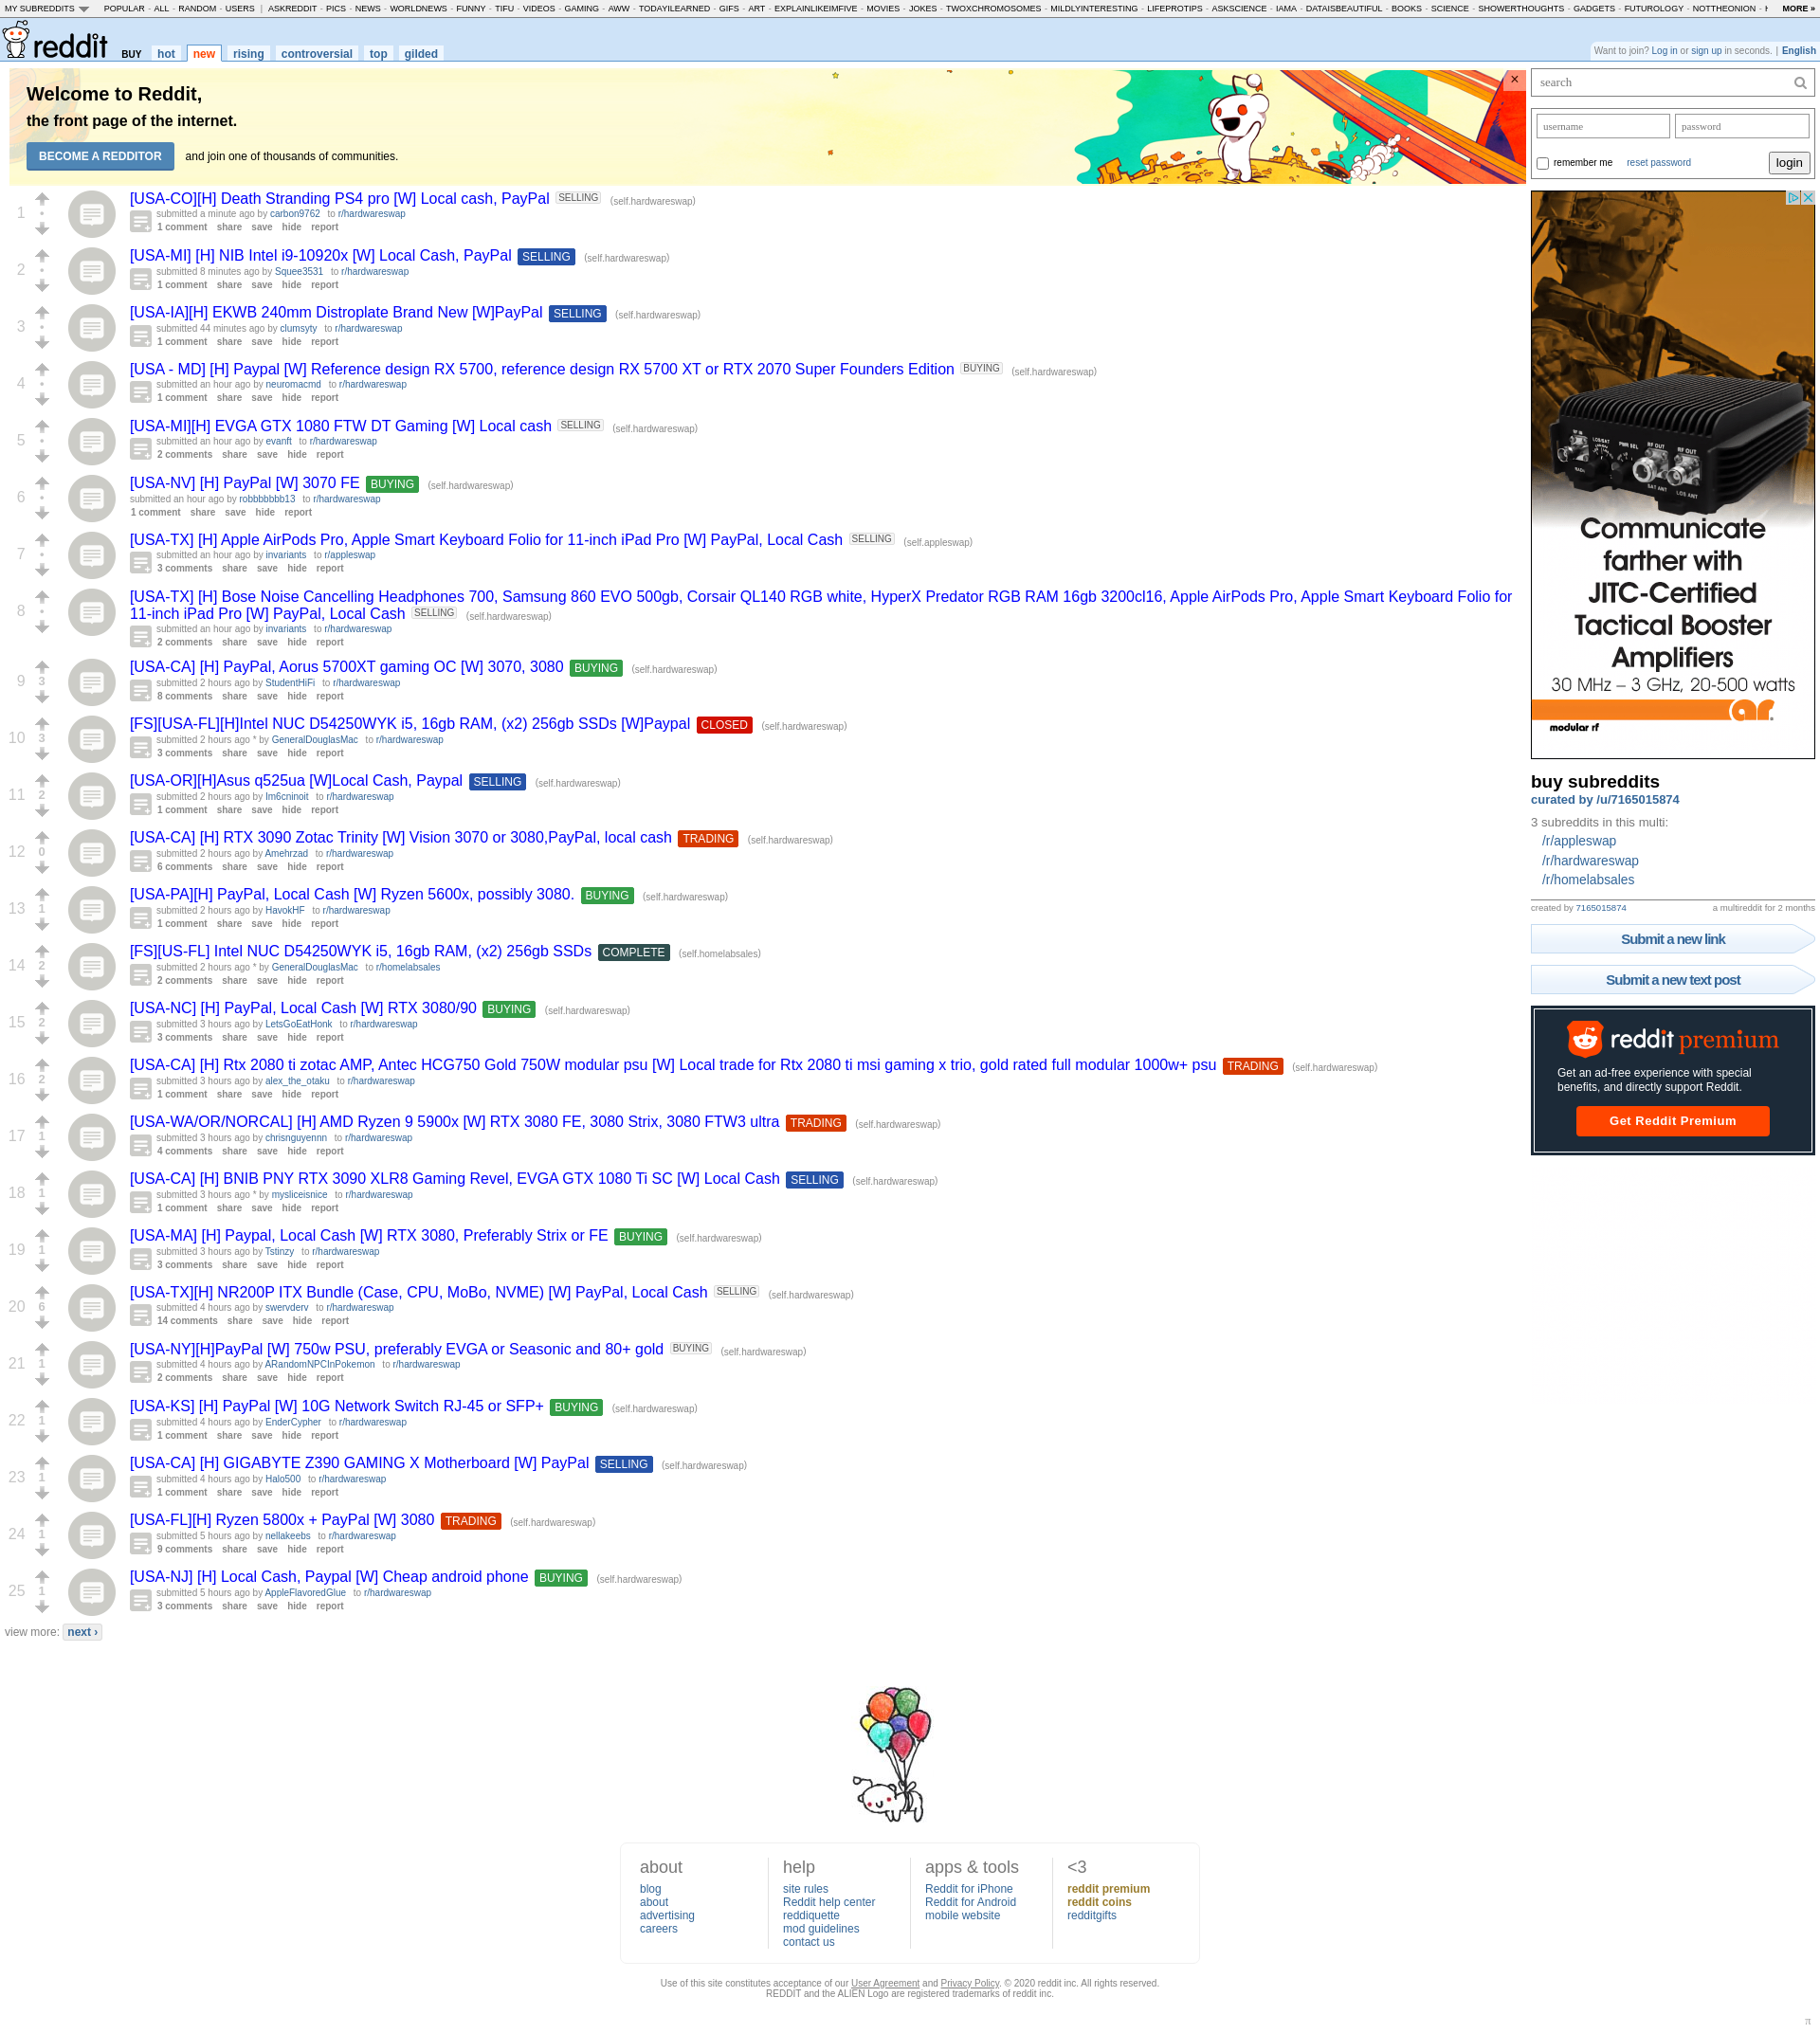 MY SUBREDDITS POPULAR - ALL - RANDOM - USERS | ASKREDDIT - PICS - NEWS - WORLDNEWS - FUNNY - TIFU - VIDEOS - GAMING - AWW - TODAYILEARNED - GIFS - ART - EXPLAINLIKEIMFIVE - MOVIES - JOKES - TWOXCHROMOSOMES - MILDLYINTERESTING - LIFEPROTIPS - ASKSCIENCE - IAMA - DATAISBEAUTIFUL - BOOKS - SCIENCE - SHOWERTHOUGHTS - GADGETS - FUTUROLOGY - NOTTHEONION - MORE »
reddit BUY hot new rising controversial top gilded
Want to join? Log in or sign up in seconds. | English
Welcome to Reddit,
the front page of the internet.
BECOME A REDDITOR and join one of thousands of communities.
×
1
[USA-CO][H] Death Stranding PS4 pro [W] Local cash, PayPal SELLING (self.hardwareswap)
submitted a minute ago by carbon9762 to r/hardwareswap
1 comment share save hide report
2
[USA-MI] [H] NIB Intel i9-10920x [W] Local Cash, PayPal SELLING (self.hardwareswap)
submitted 8 minutes ago by Squee3531 to r/hardwareswap
1 comment share save hide report
3
[USA-IA][H] EKWB 240mm Distroplate Brand New [W]PayPal SELLING (self.hardwareswap)
submitted 44 minutes ago by clumsyty to r/hardwareswap
1 comment share save hide report
4
[USA - MD] [H] Paypal [W] Reference design RX 5700, reference design RX 5700 XT or RTX 2070 Super Founders Edition BUYING (self.hardwareswap)
submitted an hour ago by neuromacmd to r/hardwareswap
1 comment share save hide report
5
[USA-MI][H] EVGA GTX 1080 FTW DT Gaming [W] Local cash SELLING (self.hardwareswap)
submitted an hour ago by evanft to r/hardwareswap
2 comments share save hide report
6
[USA-NV] [H] PayPal [W] 3070 FE BUYING (self.hardwareswap)
submitted an hour ago by robbbbbbb13 to r/hardwareswap
1 comment share save hide report
7
[USA-TX] [H] Apple AirPods Pro, Apple Smart Keyboard Folio for 11-inch iPad Pro [W] PayPal, Local Cash SELLING (self.appleswap)
submitted an hour ago by invariants to r/appleswap
3 comments share save hide report
8
[USA-TX] [H] Bose Noise Cancelling Headphones 700, Samsung 860 EVO 500gb, Corsair QL140 RGB white, HyperX Predator RGB RAM 16gb 3200cl16, Apple AirPods Pro, Apple Smart Keyboard Folio for
11-inch iPad Pro [W] PayPal, Local Cash SELLING (self.hardwareswap)
submitted an hour ago by invariants to r/hardwareswap
2 comments share save hide report
9 3
[USA-CA] [H] PayPal, Aorus 5700XT gaming OC [W] 3070, 3080 BUYING (self.hardwareswap)
submitted 2 hours ago by StudentHiFi to r/hardwareswap
8 comments share save hide report
10 3
[FS][USA-FL][H]Intel NUC D54250WYK i5, 16gb RAM, (x2) 256gb SSDs [W]Paypal CLOSED (self.hardwareswap)
submitted 2 hours ago * by GeneralDouglasMac to r/hardwareswap
3 comments share save hide report
11 2
[USA-OR][H]Asus q525ua [W]Local Cash, Paypal SELLING (self.hardwareswap)
submitted 2 hours ago by Im6cninoit to r/hardwareswap
1 comment share save hide report
12 0
[USA-CA] [H] RTX 3090 Zotac Trinity [W] Vision 3070 or 3080,PayPal, local cash TRADING (self.hardwareswap)
submitted 2 hours ago by Amehrzad to r/hardwareswap
6 comments share save hide report
13 1
[USA-PA][H] PayPal, Local Cash [W] Ryzen 5600x, possibly 3080. BUYING (self.hardwareswap)
submitted 2 hours ago by HavokHF to r/hardwareswap
1 comment share save hide report
14 2
[FS][US-FL] Intel NUC D54250WYK i5, 16gb RAM, (x2) 256gb SSDs COMPLETE (self.homelabsales)
submitted 2 hours ago * by GeneralDouglasMac to r/homelabsales
2 comments share save hide report
15 2
[USA-NC] [H] PayPal, Local Cash [W] RTX 3080/90 BUYING (self.hardwareswap)
submitted 3 hours ago by LetsGoEatHonk to r/hardwareswap
3 comments share save hide report
16 2
[USA-CA] [H] Rtx 2080 ti zotac AMP, Antec HCG750 Gold 750W modular psu [W] Local trade for Rtx 2080 ti msi gaming x trio, gold rated full modular 1000w+ psu TRADING (self.hardwareswap)
submitted 3 hours ago by alex_the_otaku to r/hardwareswap
1 comment share save hide report
17 1
[USA-WA/OR/NORCAL] [H] AMD Ryzen 9 5900x [W] RTX 3080 FE, 3080 Strix, 3080 FTW3 ultra TRADING (self.hardwareswap)
submitted 3 hours ago by chrisnguyennn to r/hardwareswap
4 comments share save hide report
18 1
[USA-CA] [H] BNIB PNY RTX 3090 XLR8 Gaming Revel, EVGA GTX 1080 Ti SC [W] Local Cash SELLING (self.hardwareswap)
submitted 3 hours ago * by mysliceisnice to r/hardwareswap
1 comment share save hide report
19 1
[USA-MA] [H] Paypal, Local Cash [W] RTX 3080, Preferably Strix or FE BUYING (self.hardwareswap)
submitted 3 hours ago by Tstinzy to r/hardwareswap
3 comments share save hide report
20 6
[USA-TX][H] NR200P ITX Bundle (Case, CPU, MoBo, NVME) [W] PayPal, Local Cash SELLING (self.hardwareswap)
submitted 4 hours ago by swervderv to r/hardwareswap
14 comments share save hide report
21 1
[USA-NY][H]PayPal [W] 750w PSU, preferably EVGA or Seasonic and 80+ gold BUYING (self.hardwareswap)
submitted 4 hours ago by ARandomNPCInPokemon to r/hardwareswap
2 comments share save hide report
22 1
[USA-KS] [H] PayPal [W] 10G Network Switch RJ-45 or SFP+ BUYING (self.hardwareswap)
submitted 4 hours ago by EnderCypher to r/hardwareswap
1 comment share save hide report
23 1
[USA-CA] [H] GIGABYTE Z390 GAMING X Motherboard [W] PayPal SELLING (self.hardwareswap)
submitted 4 hours ago by Halo500 to r/hardwareswap
1 comment share save hide report
24 1
[USA-FL][H] Ryzen 5800x + PayPal [W] 3080 TRADING (self.hardwareswap)
submitted 5 hours ago by nellakeebs to r/hardwareswap
9 comments share save hide report
25 1
[USA-NJ] [H] Local Cash, Paypal [W] Cheap android phone BUYING (self.hardwareswap)
submitted 5 hours ago by AppleFlavoredGlue to r/hardwareswap
3 comments share save hide report
view more: next ›
search
username password
remember me reset password login
RF IN LOS/SAT PWR SEL RF OUT RF OUT
SAT ANT LOS ANT
Communicate
farther with
JITC-Certified
Tactical Booster
Amplifiers
30 MHz – 3 GHz, 20-500 watts
ar
modular rf
buy subreddits
curated by /u/7165015874
3 subreddits in this multi:
/r/appleswap
/r/hardwareswap
/r/homelabsales
created by 7165015874 a multireddit for 2 months
Submit a new link
Submit a new text post
reddit premium
Get an ad-free experience with special
benefits, and directly support Reddit.
Get Reddit Premium
about
blog
about
advertising
careers
help
site rules
Reddit help center
reddiquette
mod guidelines
contact us
apps & tools
Reddit for iPhone
Reddit for Android
mobile website
<3
reddit premium
reddit coins
redditgifts
Use of this site constitutes acceptance of our User Agreement and Privacy Policy. © 2020 reddit inc. All rights reserved.
REDDIT and the ALIEN Logo are registered trademarks of reddit inc.
π